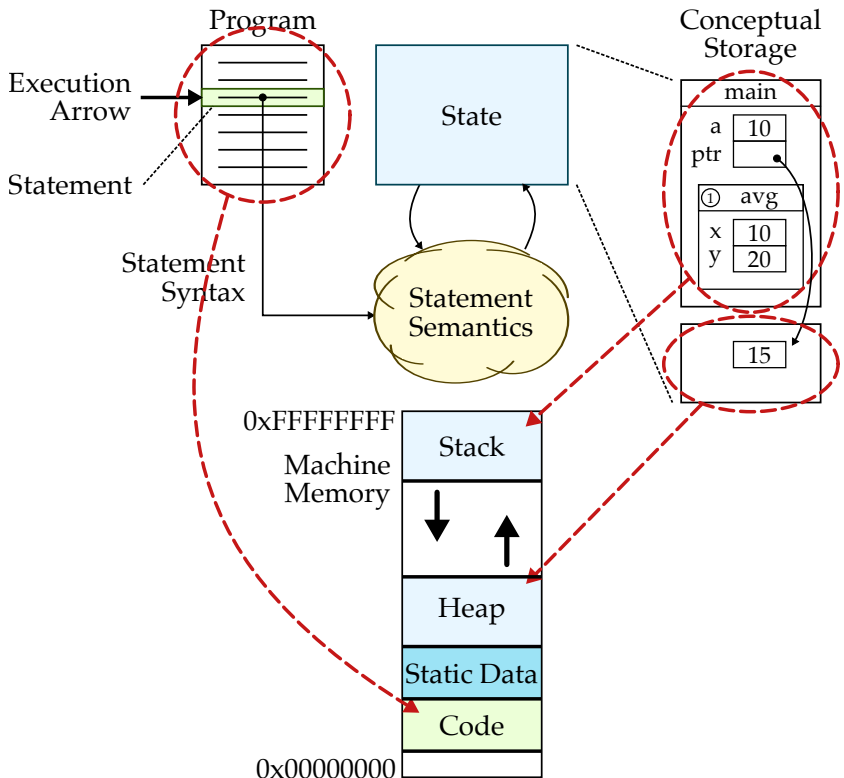 Program
Conceptual
Storage
Execution
Arrow
Statement
State
main
a 10
ptr
① avg
x 10
y 20
15
Statement
Syntax
Statement
Semantics
0xFFFFFFFF
Machine
Memory
Stack
Heap
Static Data
Code
0x00000000